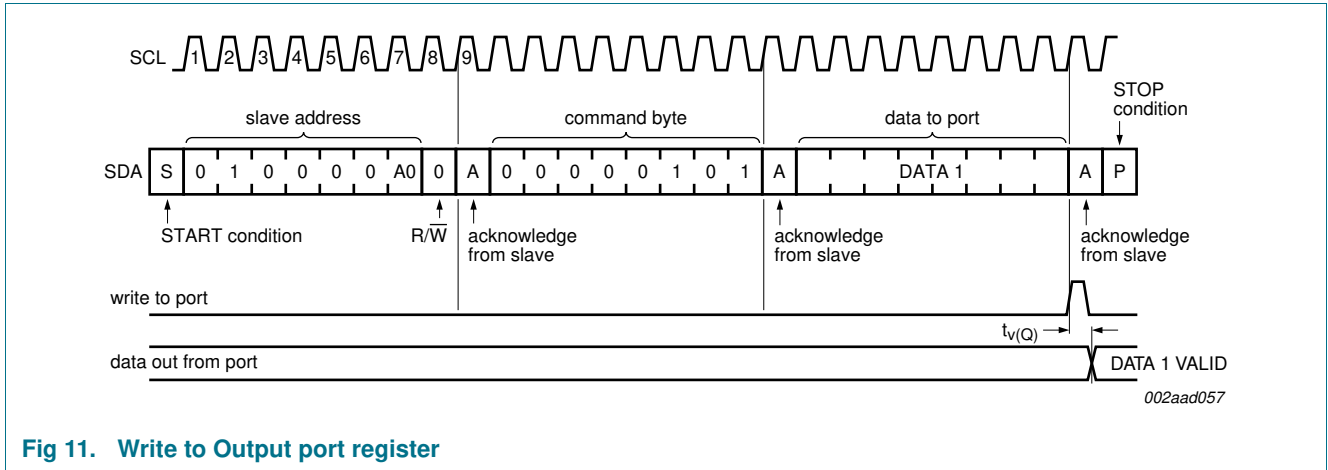 SCL 1 2 3 4 5 6 7 8 9
STOP
condition
slave address command byte data to port
SDA S 0 1 0 0 0 0 A0 0 A 0 0 0 0 0 1 0 1 A DATA 1 A P
START condition R/W̅ acknowledge
from slave acknowledge
from slave acknowledge
from slave
write to port
tv(Q)
data out from port DATA 1 VALID
002aad057
Fig 11. Write to Output port register